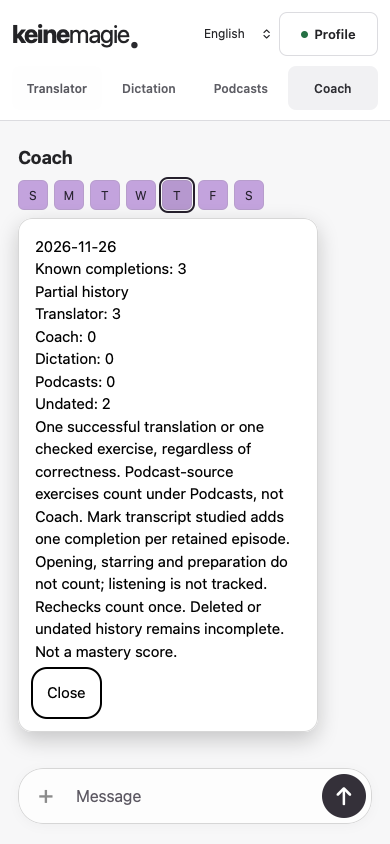 keinemagie.
English
Profile
Translator
Dictation
Podcasts
Coach
Coach
S
M
T
W
T
F
S
2026-11-26
Known completions: 3
Partial history
Translator: 3
Coach: 0
Dictation: 0
Podcasts: 0
Undated: 2
One successful translation or one
checked exercise, regardless of
correctness. Podcast-source
exercises count under Podcasts, not
Coach. Mark transcript studied adds
one completion per retained episode.
Opening, starring and preparation do
not count; listening is not tracked.
Rechecks count once. Deleted or
undated history remains incomplete.
Not a mastery score.
Close
Message